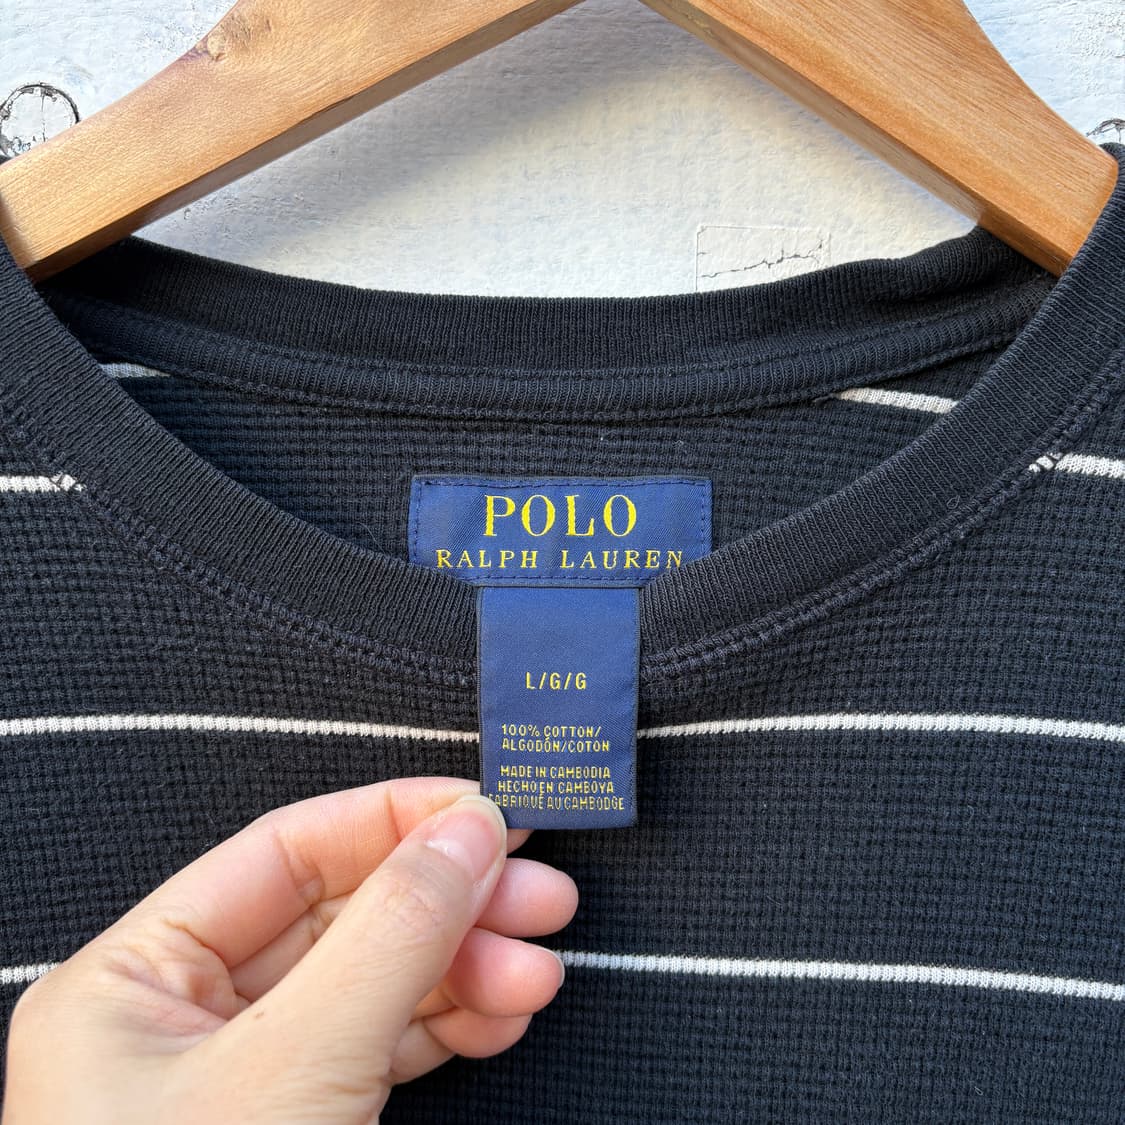 POLO
RALPH LAUREN
L/G/G
100% COTTON/
ALGODÓN/COTON
MADE IN CAMBODIA
HECHO EN CAMBOYA
FABRIQUÉ AU CAMBODGE